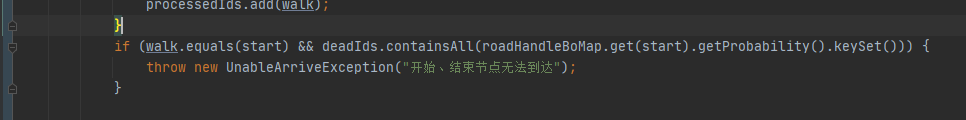 processedIds.add(walk);
}
if (walk.equals(start) && deadIds.containsAll(roadHandleBoMap.get(start).getProbability().keySet())) {
throw new UnableArriveException("开始、结束节点无法到达");
}